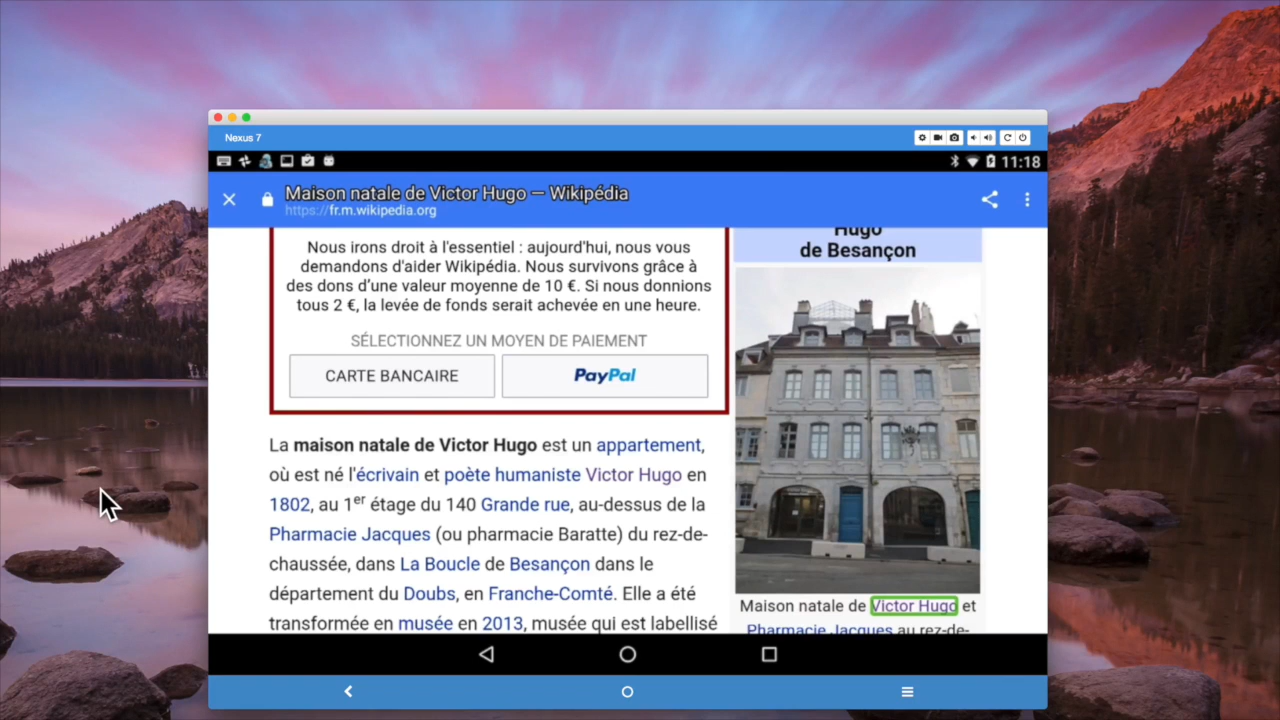 Nexus 7
11:18
Maison natale de Victor Hugo — Wikipédia
https://fr.m.wikipedia.org
Nous irons droit à l'essentiel : aujourd'hui, nous vous
demandons d'aider Wikipédia. Nous survivons grâce à
des dons d’une valeur moyenne de 10 €. Si nous donnions
tous 2 €, la levée de fonds serait achevée en une heure.
SÉLECTIONNEZ UN MOYEN DE PAIEMENT
CARTE BANCAIRE
PayPal
La maison natale de Victor Hugo est un appartement,
où est né l'écrivain et poète humaniste Victor Hugo en
1802, au 1er étage du 140 Grande rue, au-dessus de la
Pharmacie Jacques (ou pharmacie Baratte) du rez-de-
chaussée, dans La Boucle de Besançon dans le
département du Doubs, en Franche-Comté. Elle a été
transformée en musée en 2013, musée qui est labellisé
Hugo
de Besançon
Maison natale de Victor Hugo et
Pharmacie Jacques au rez-de-